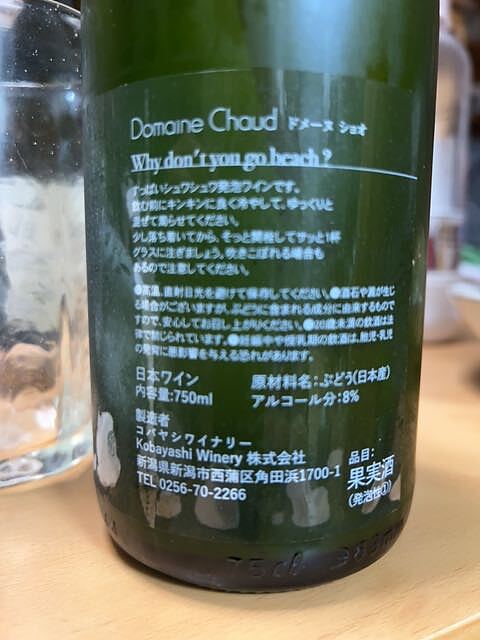 Domaine Chaud ドメーヌ ショオ
Why don't you go beach ?
すっぱいシュワシュワ発泡ワインです。
飲む前にキンキンに良く冷やして、ゆっくりと
混ぜて濁らせてください。
少し落ち着いてから、そっと開栓してサッと1杯
グラスに注ぎましょう。吹きこぼれる場合も
あるので注意してください。
●高温、直射日光を避けて保存してください。●酒石や澱が生じ
る場合がございますが、ぶどうに含まれる成分に由来するもので
すので、安心してお召し上がりください。●20歳未満の飲酒は法
律で禁じられています。●妊娠中や授乳期の飲酒は、胎児・乳児
の発育に悪影響を与える恐れがあります。
日本ワイン 原材料名：ぶどう(日本産)
内容量:750ml アルコール分：8%
製造者
コバヤシワイナリー
Kobayashi Winery 株式会社
新潟県新潟市西蒲区角田浜1700-1
TEL 0256-70-2266
品目：
果実酒
(発泡性①)
75cl